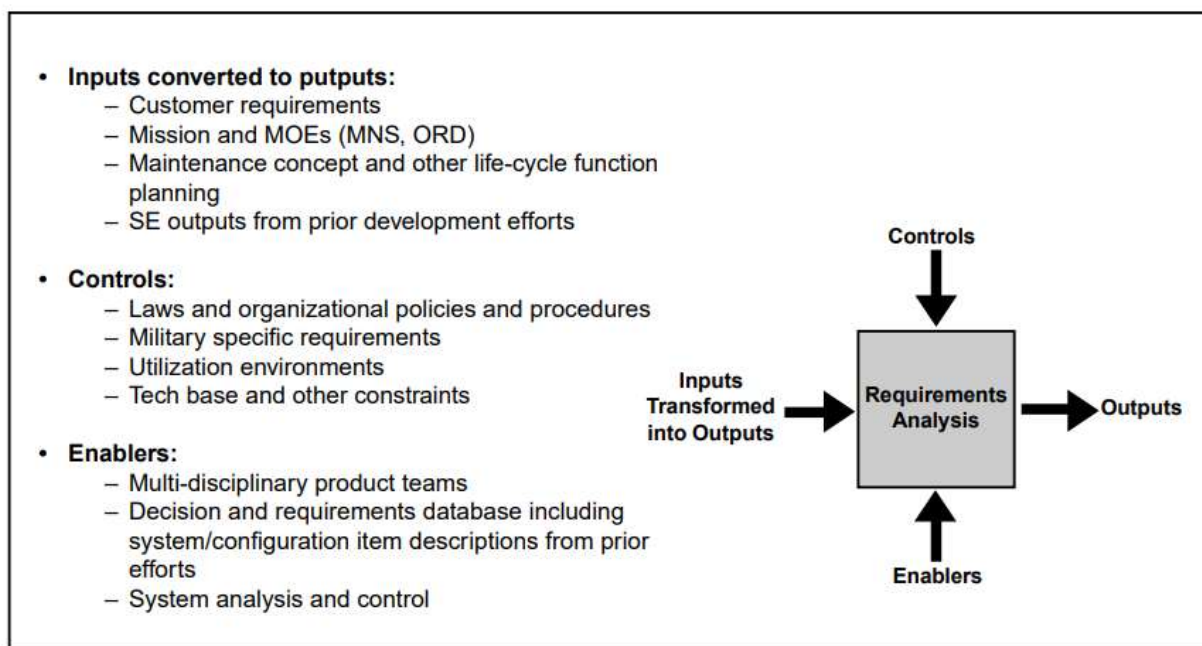 • Inputs converted to putputs:
– Customer requirements
– Mission and MOEs (MNS, ORD)
– Maintenance concept and other life-cycle function
planning
– SE outputs from prior development efforts
• Controls:
– Laws and organizational policies and procedures
– Military specific requirements
– Utilization environments
– Tech base and other constraints
• Enablers:
– Multi-disciplinary product teams
– Decision and requirements database including
system/configuration item descriptions from prior
efforts
– System analysis and control
Controls
Inputs
Transformed
into Outputs
Requirements
Analysis
Outputs
Enablers